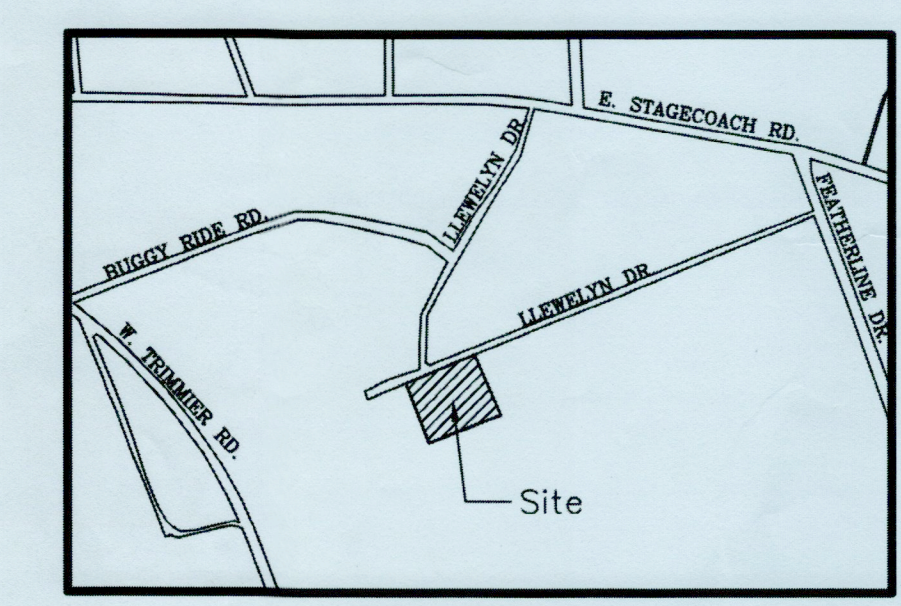 E. STAGECOACH RD.
LLEWELYN DR.
FEATHERLINE DR.
BUGGY RIDE RD.
LLEWELYN DR
W. TRIMMIER RD.
Site